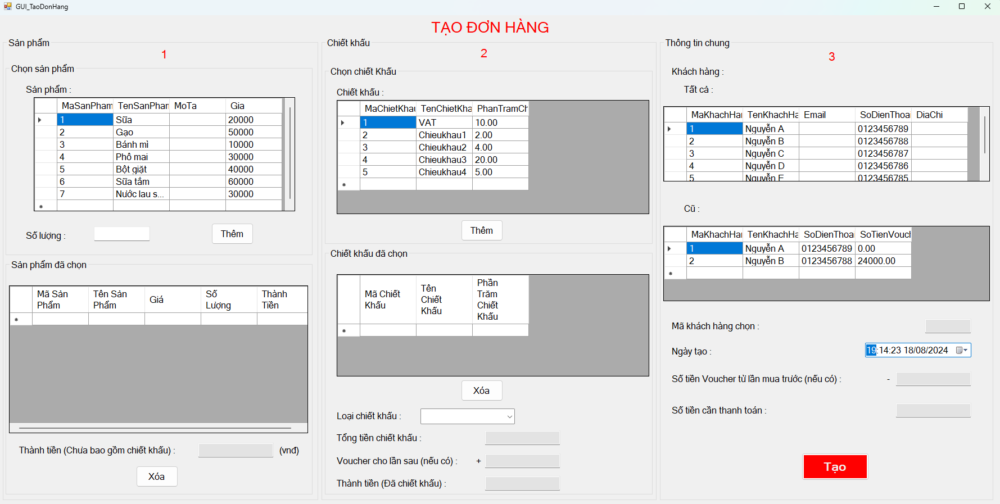 GUI_TaoDonHang
TẠO ĐƠN HÀNG
Sản phẩm
1
Chọn sản phẩm
Sản phẩm :
MaSanPham TenSanPhan MoTa Gia
1 Sữa 20000
2 Gạo 50000
3 Bánh mì 10000
4 Phô mai 30000
5 Bột giặt 40000
6 Sữa tắm 60000
7 Nước lau s... 30000
Số lượng :
Thêm
Sản phẩm đã chọn
Mã Sản Phẩm
Tên Sản Phẩm
Giá
Số Lượng
Thành Tiền
Thành tiền (Chưa bao gồm chiết khấu) :
(vnđ)
Xóa
Chiết khấu
2
Chọn chiết Khấu
Chiết khấu :
MaChietKhau TenChietKha PhanTramCh
1 VAT 10.00
2 Chieukhau1 2.00
3 Chieukhau2 4.00
4 Chieukhau3 20.00
5 Chieukhau4 5.00
Thêm
Chiết khấu đã chọn
Mã Chiết Khấu
Tên Chiết Khấu
Phần Trăm Chiết Khấu
Xóa
Loại chiết khấu :
Tổng tiền chiết khấu :
Voucher cho lần sau (nếu có) : +
Thành tiền (Đã chiết khấu) :
Thông tin chung
3
Khách hàng :
Tất cả :
MaKhachHar TenKhachHa Email SoDienThoai DiaChi
1 Nguyễn A 0123456789
2 Nguyễn B 0123456788
3 Nguyễn C 0123456787
4 Nguyễn D 0123456786
5 Nguyễn E 0123456785
Cũ :
MaKhachHar TenKhachHa SoDienThoai SoTienVoucl
1 Nguyễn A 0123456789 0.00
2 Nguyễn B 0123456788 24000.00
Mã khách hàng chọn :
Ngày tạo :
19:14:23 18/08/2024
Số tiền Voucher từ lần mua trước (nếu có) : -
Số tiền cần thanh toán :
Tạo